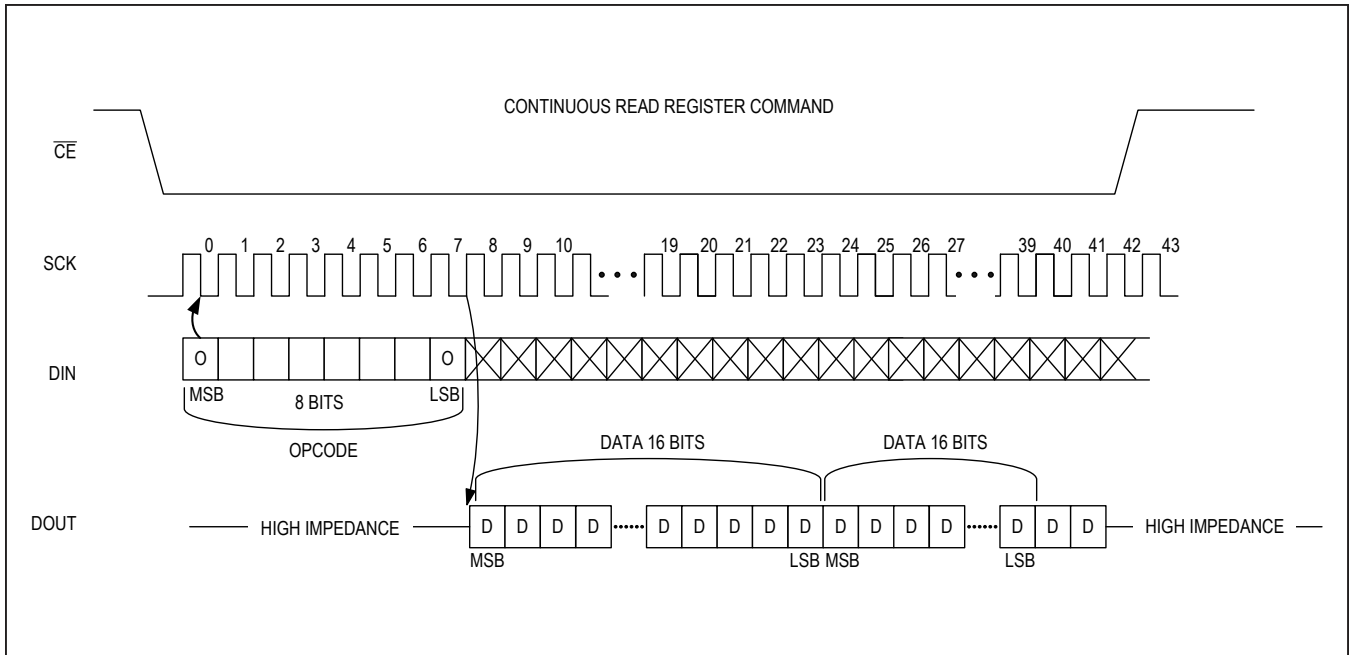 CONTINUOUS READ REGISTER COMMAND
CE
SCK
0 1 2 3 4 5 6 7 8 9 10 19 20 21 22 23 24 25 26 27 39 40 41 42 43
DIN
O O
MSB 8 BITS LSB
OPCODE
DATA 16 BITS DATA 16 BITS
DOUT
HIGH IMPEDANCE D D D D D D D D D D D D D D D D HIGH IMPEDANCE
MSB LSB MSB LSB